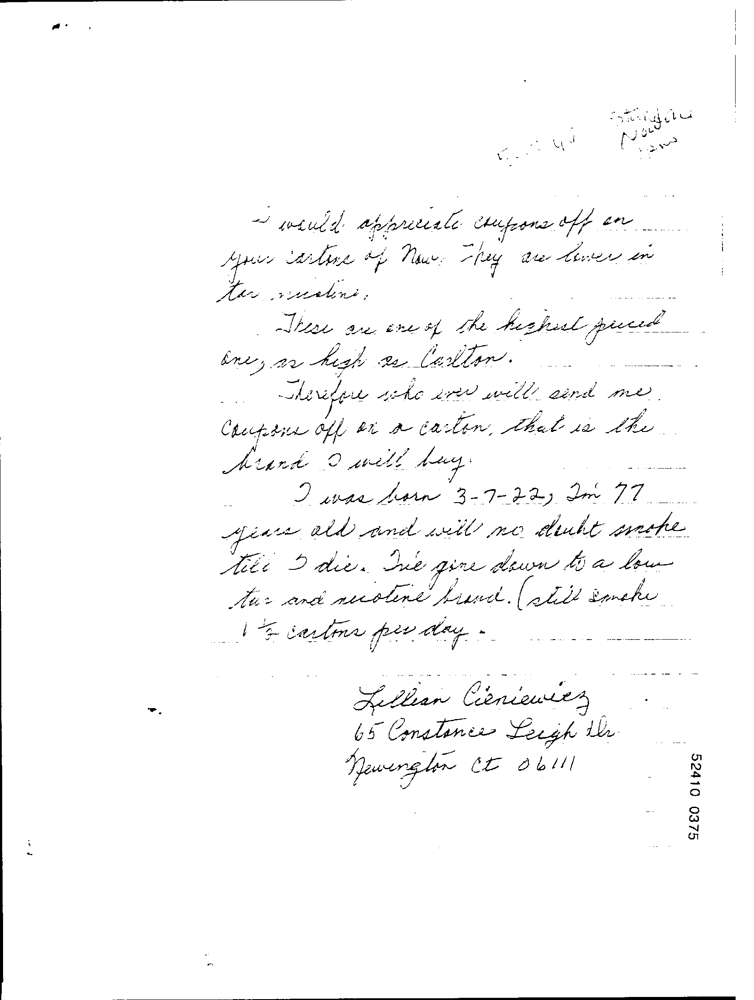 Now
I would appreciate coupons off on
your cartons of Now. They are lower in
tar nicotine.
These are one of the highest priced
one, as high as Carlton.
Therefore who ever will send me
Coupons off on a carton, that is the
brand I will buy.
I was born 3-7-22, I'm 77
years old and will no doubt smoke
till I die. I've gone down to a low
tar and nicotine brand. (still smoke
1 1/2 cartons per day.
Lillian Cieniewicz
65 Constance Leigh Dr
Newington Ct 06111
52410 0375